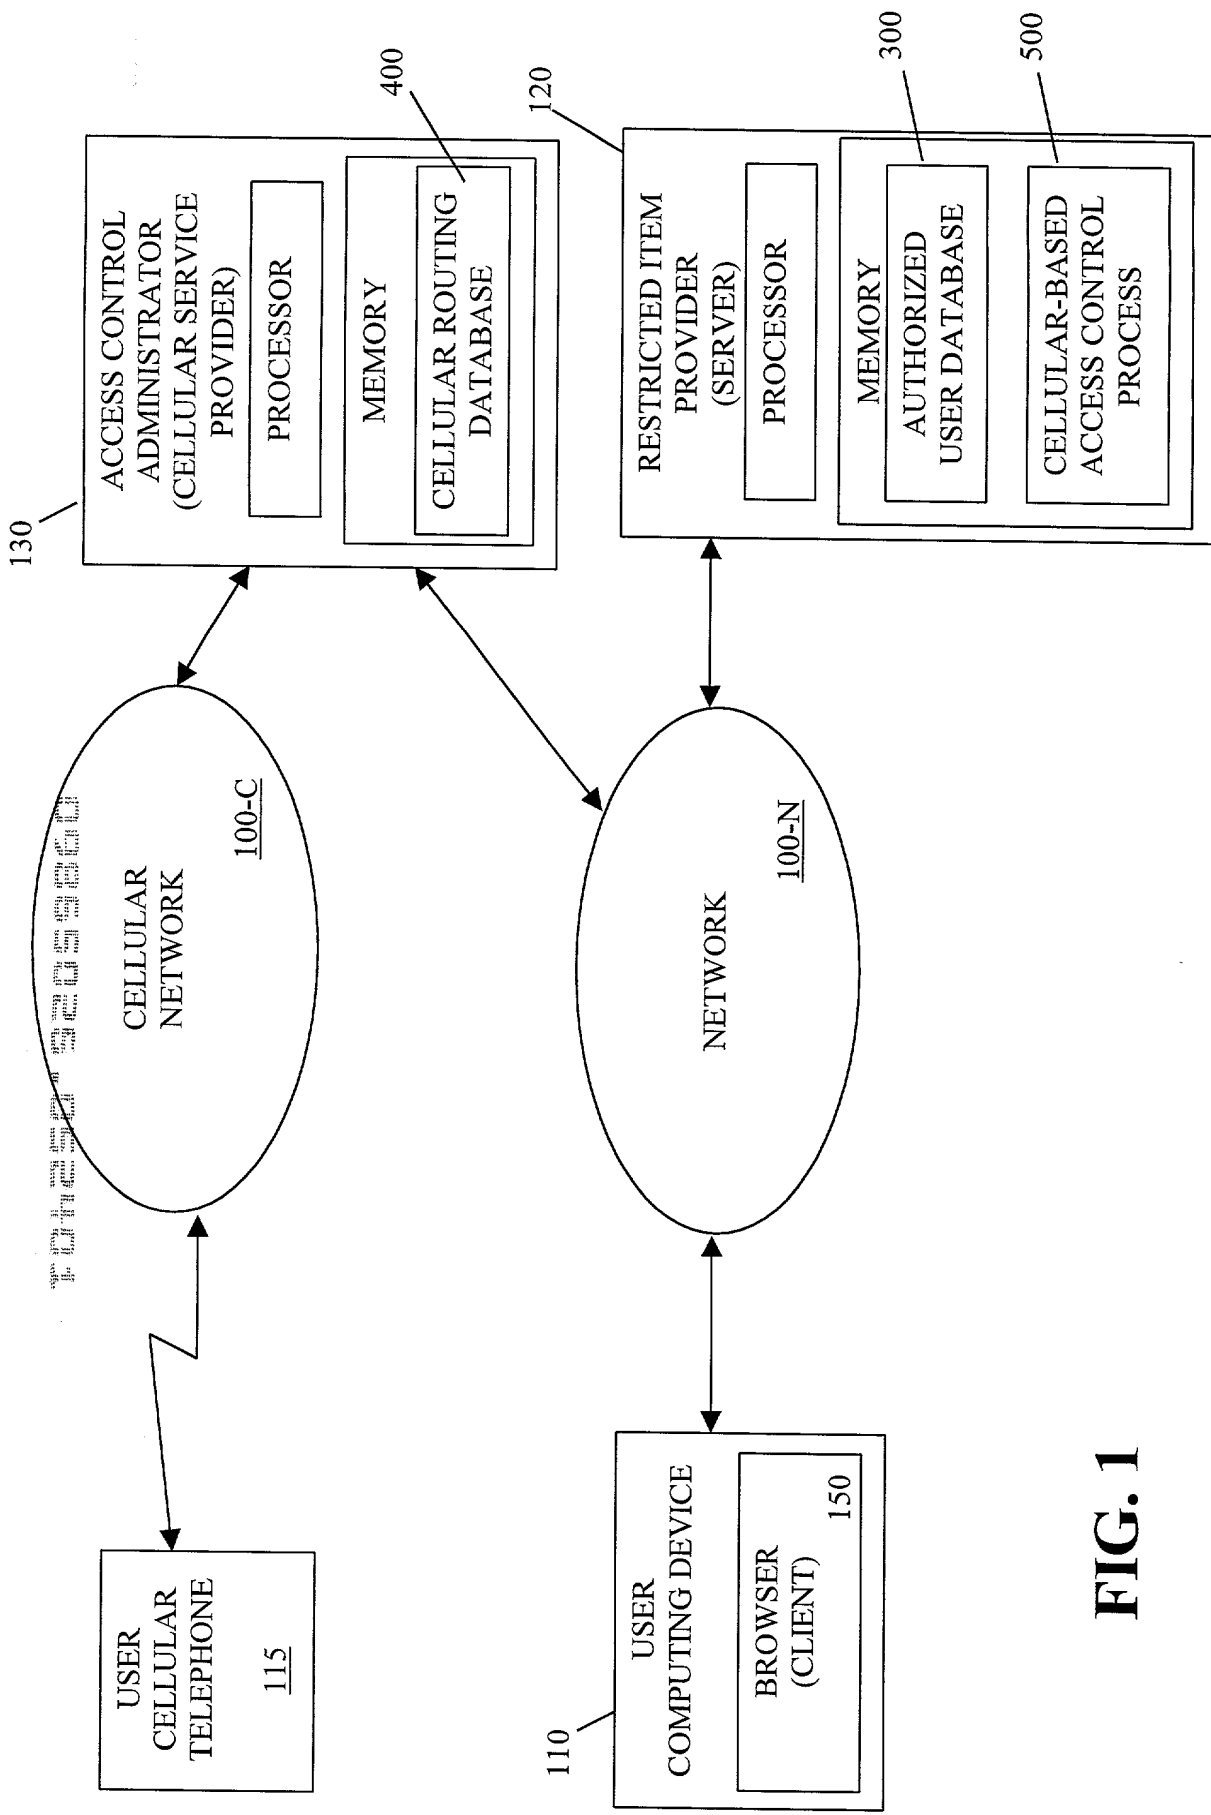 130
ACCESS CONTROL
ADMINISTRATOR
(CELLULAR SERVICE
PROVIDER)
PROCESSOR
MEMORY
CELLULAR ROUTING
DATABASE
400
CELLULAR
NETWORK
100-C
USER
CELLULAR
TELEPHONE
115
120
RESTRICTED ITEM
PROVIDER
(SERVER)
PROCESSOR
MEMORY
AUTHORIZED
USER DATABASE
300
CELLULAR-BASED
ACCESS CONTROL
PROCESS
500
NETWORK
100-N
110
USER
COMPUTING DEVICE
BROWSER
(CLIENT)
150
FIG. 1